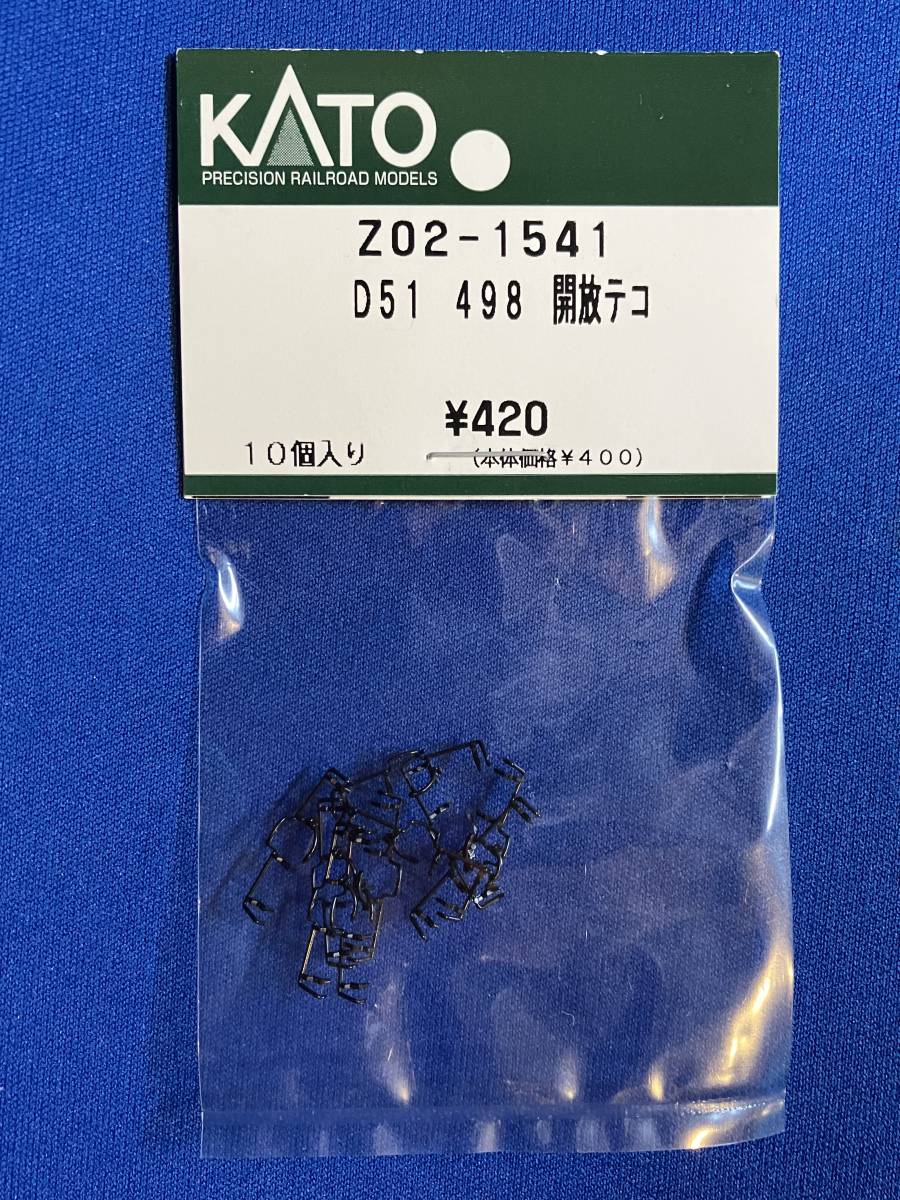 KATO
PRECISION RAILROAD MODELS
Z02-1541
D51 498 開放テコ
¥420
10個入り (本体価格¥400)